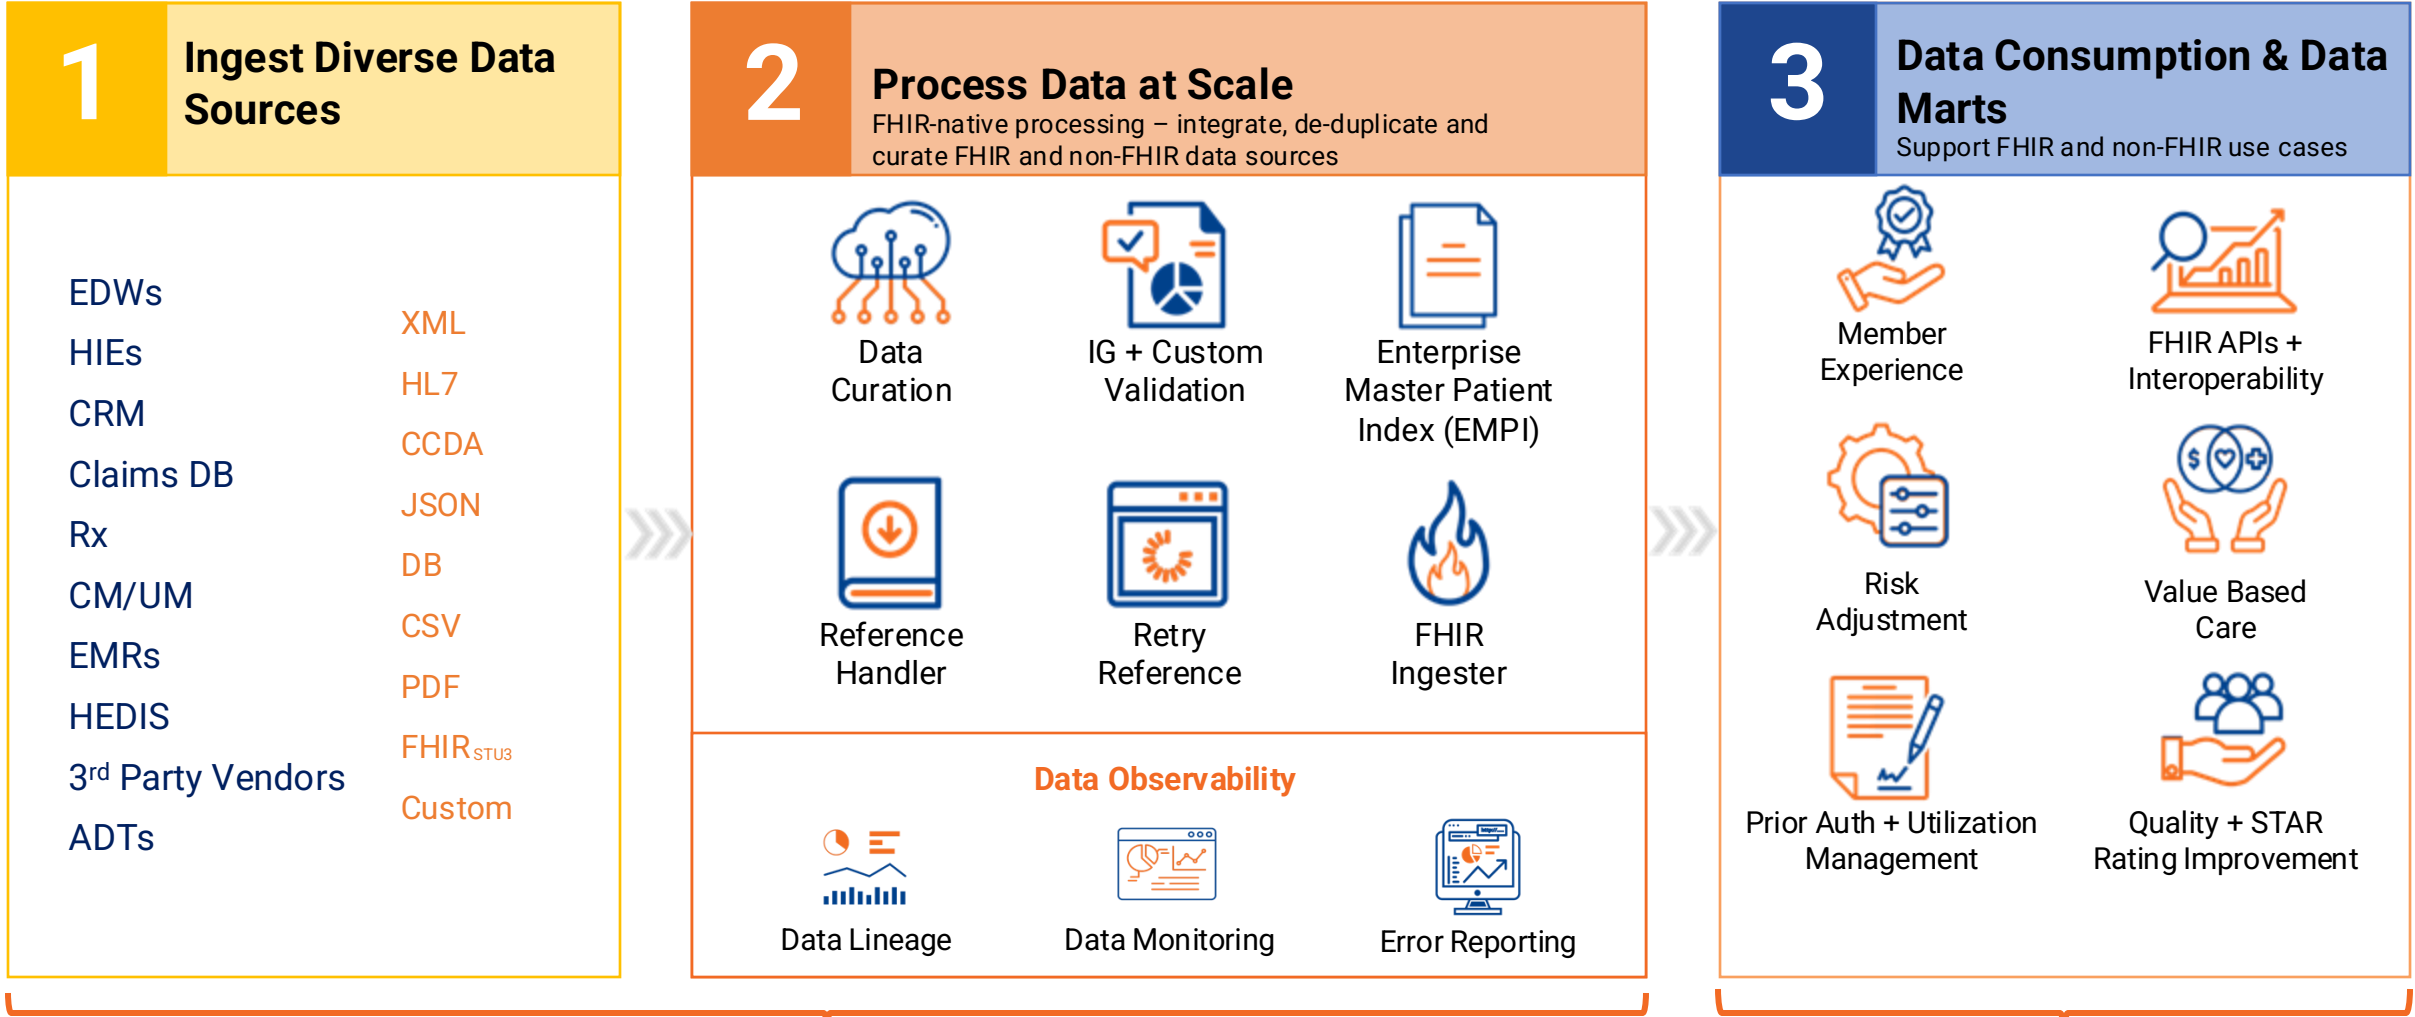 1
Ingest Diverse Data
Sources
EDWs
HIEs
CRM
Claims DB
Rx
CM/UM
EMRs
HEDIS
3rd Party Vendors
ADTs
XML
HL7
CCDA
JSON
DB
CSV
PDF
FHIR STU3
Custom
2
Process Data at Scale
FHIR-native processing – integrate, de-duplicate and
curate FHIR and non-FHIR data sources
Data
Curation
IG + Custom
Validation
Enterprise
Master Patient
Index (EMPI)
Reference
Handler
Retry
Reference
FHIR
Ingester
Data Observability
Data Lineage
Data Monitoring
Error Reporting
3
Data Consumption & Data
Marts
Support FHIR and non-FHIR use cases
Member
Experience
FHIR APIs +
Interoperability
Risk
Adjustment
Value Based
Care
Prior Auth + Utilization
Management
Quality + STAR
Rating Improvement